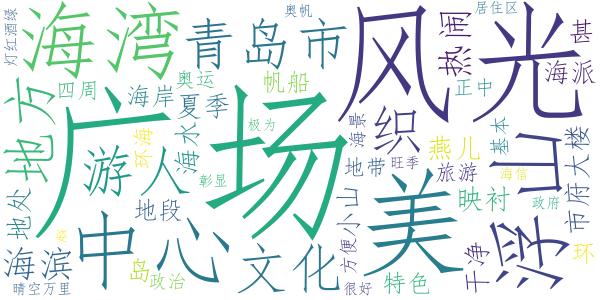 灯红酒绿
海湾
青岛市
奥帆
风光
居住区
甚
热闹
海派
地方
四周
海岸
奥运
夏季
帆船
正中
广场
游人
环海
海水
极为
海景
织
燕儿
基本
山
市府大楼
地处
彰显
地带
旺季
旅游
海信
地段
小山
美
映衬
浮
政府
中心
文化
方便
干净
环
海滨
岛
政治
姿
特色
晴空万里
很好